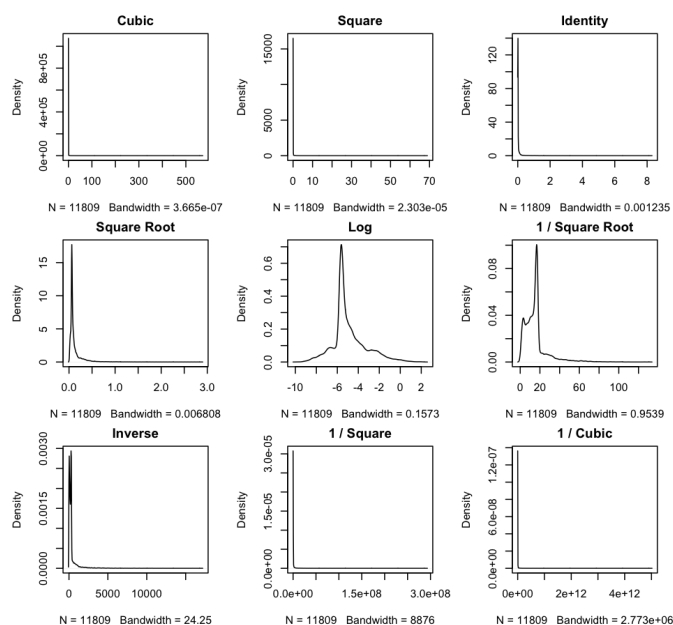 Cubic
Density
0e+00 4e+05 8e+05
0 100 300 500
N = 11809 Bandwidth = 3.665e-07
Square
Density
0 5000 15000
0 10 30 50 70
N = 11809 Bandwidth = 2.303e-05
Identity
Density
0 40 80 120
0 2 4 6 8
N = 11809 Bandwidth = 0.001235
Square Root
Density
0 5 10 15
0.0 1.0 2.0 3.0
N = 11809 Bandwidth = 0.006808
Log
Density
0.0 0.2 0.4 0.6
-10 -6 -4 -2 0 2
N = 11809 Bandwidth = 0.1573
1 / Square Root
Density
0.00 0.04 0.08
0 20 60 100
N = 11809 Bandwidth = 0.9539
Inverse
Density
0.0000 0.0015 0.0030
0 5000 10000
N = 11809 Bandwidth = 24.25
1 / Square
Density
0.0e+00 1.5e-05 3.0e-05
0.0e+00 1.5e+08 3.0e+08
N = 11809 Bandwidth = 8876
1 / Cubic
Density
0.0e+00 6.0e-08 1.2e-07
0e+00 2e+12 4e+12
N = 11809 Bandwidth = 2.773e+06